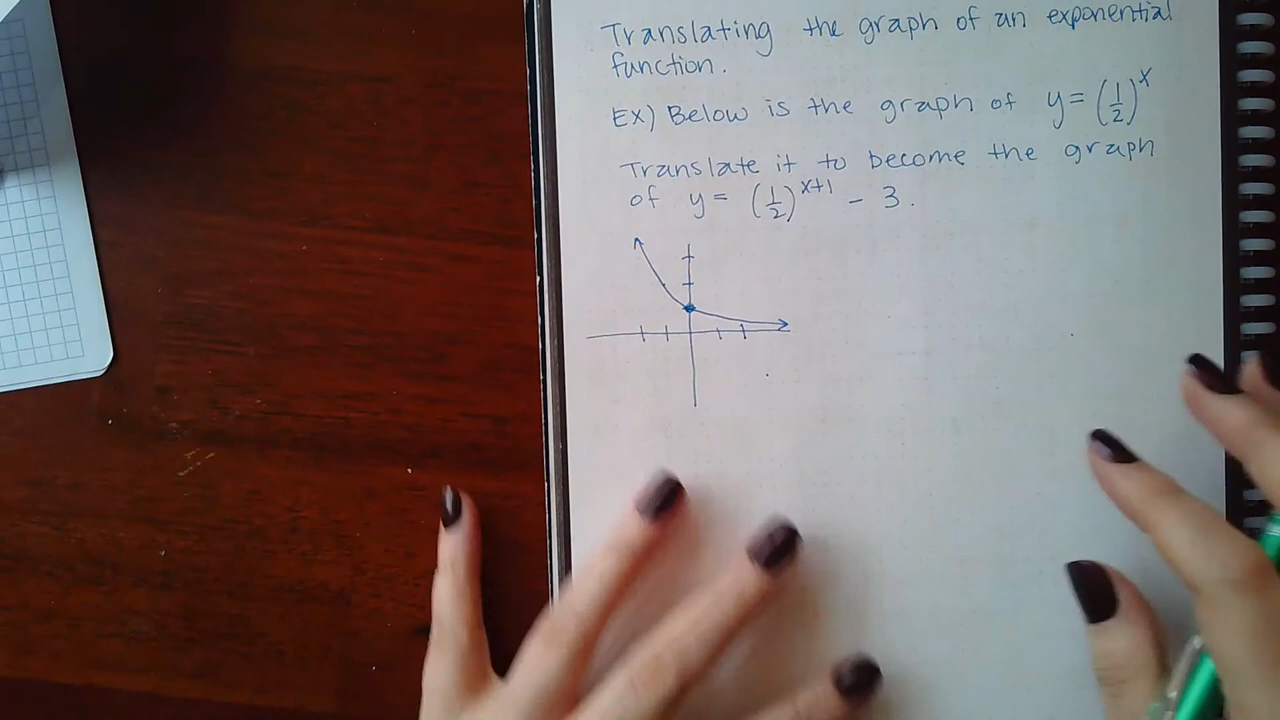 Translating the graph of an exponential
function.
EX) Below is the graph of y = (1/2)^x
Translate it to become the graph
of y = (1/2)^x+1 - 3.